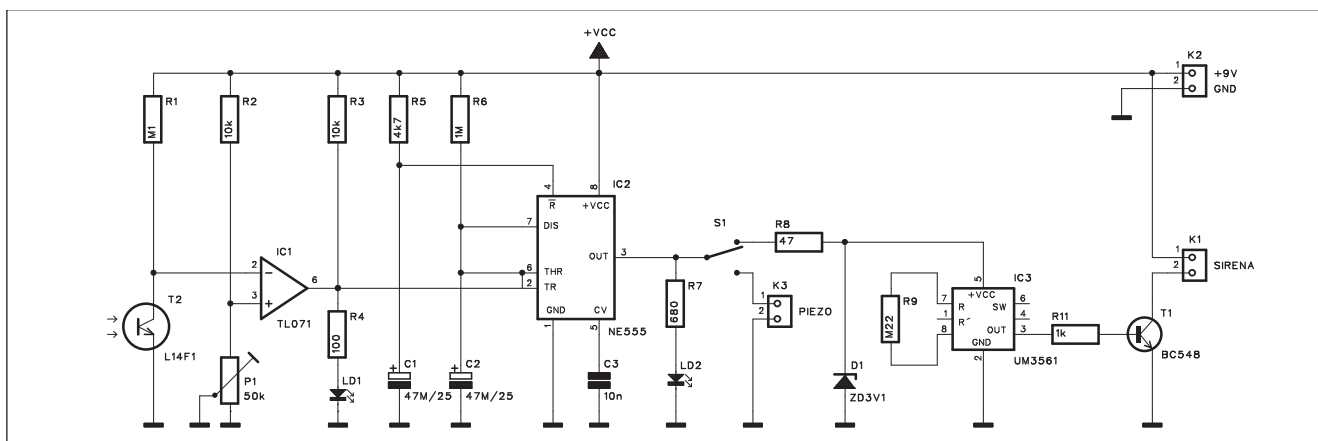 +VCC
K2
1
2
+9V
GND
R1
M1
R2
10k
R3
10k
R5
4k7
R6
1M
IC2
4
8
R
+VCC
7
DIS
OUT
3
6
THR
2
TR
GND
CV
1
5
NE555
S1
R8
47
K1
1
2
SIRENA
IC1
2
3
6
TL071
T2
L14F1
P1
50k
R4
100
LD1
C1
47M/25
C2
47M/25
C3
10n
R7
680
LD2
K3
1
2
PIEZO
D1
ZD3V1
R9
M22
IC3
5
+VCC
7
R
SW
6
1
R´
4
8
OUT
3
GND
2
UM3561
R11
1k
T1
BC548